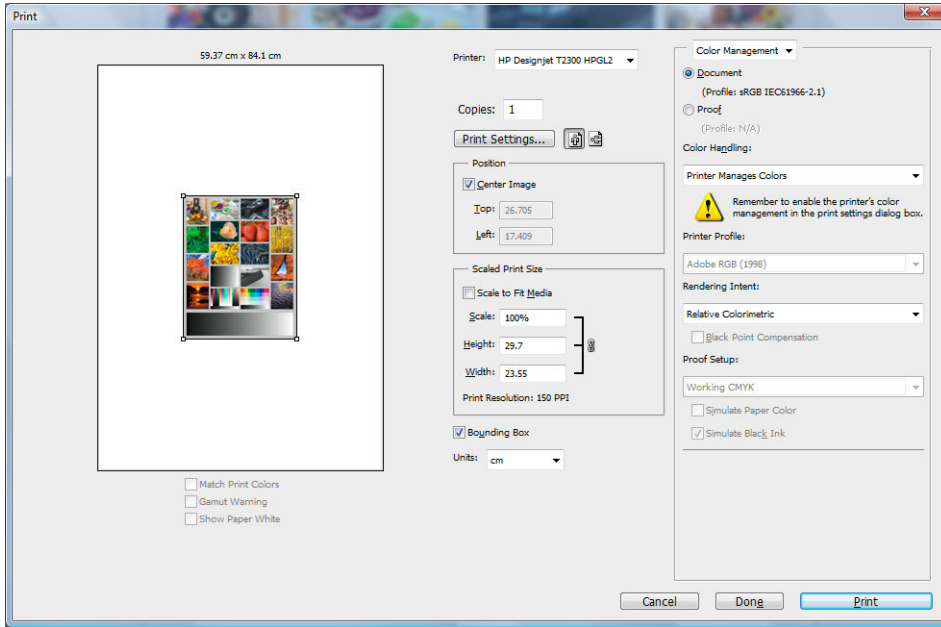 Print
59.37 cm x 84.1 cm
Match Print Colors
Gamut Warning
Show Paper White
Printer: HP Designjet T2300 HPGL2
Copies: 1
Print Settings...
Position
Center Image
Top: 26.705
Left: 17.409
Scaled Print Size
Scale to Fit Media
Scale: 100%
Height: 29.7
Width: 23.55
Print Resolution: 150 PPI
Bounding Box
Units: cm
Color Management
Document
(Profile: sRGB IEC61966-2.1)
Proof
(Profile: N/A)
Color Handling:
Printer Manages Colors
Remember to enable the printer's color
management in the print settings dialog box.
Printer Profile:
Adobe RGB (1998)
Rendering Intent:
Relative Colorimetric
Black Point Compensation
Proof Setup:
Working CMYK
Simulate Paper Color
Simulate Black Ink
Cancel
Done
Print